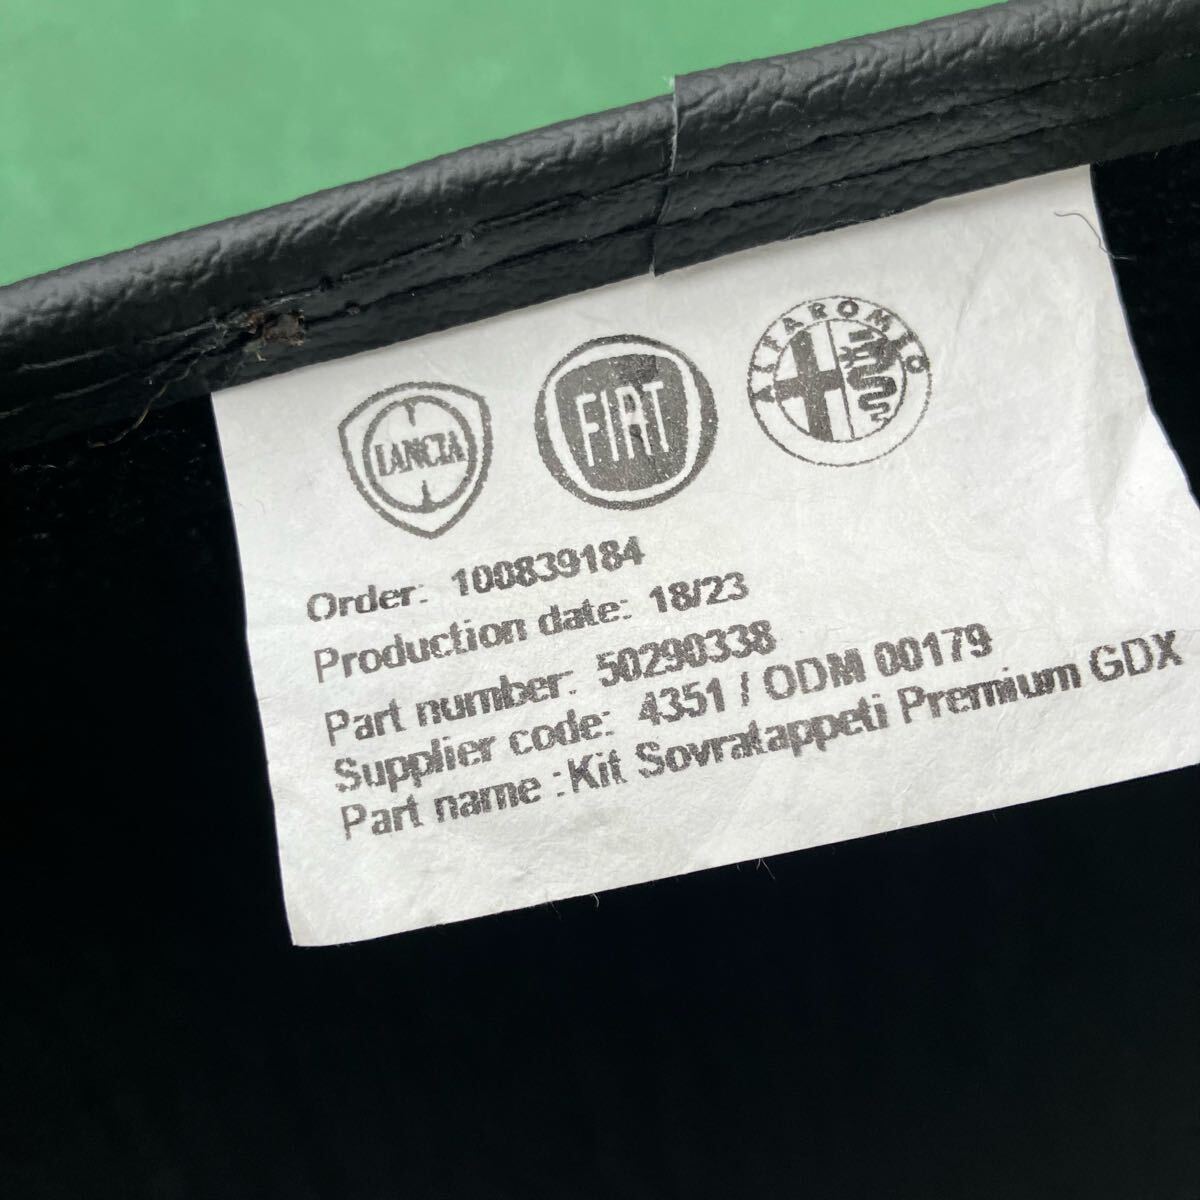 LANCIA FIAT ALFA ROMEO
Order: 100839184
Production date: 18/23
Part number: 50290338
Supplier code: 4351 / ODM 00179
Part name :Kit Sovratappeti Premium GDX